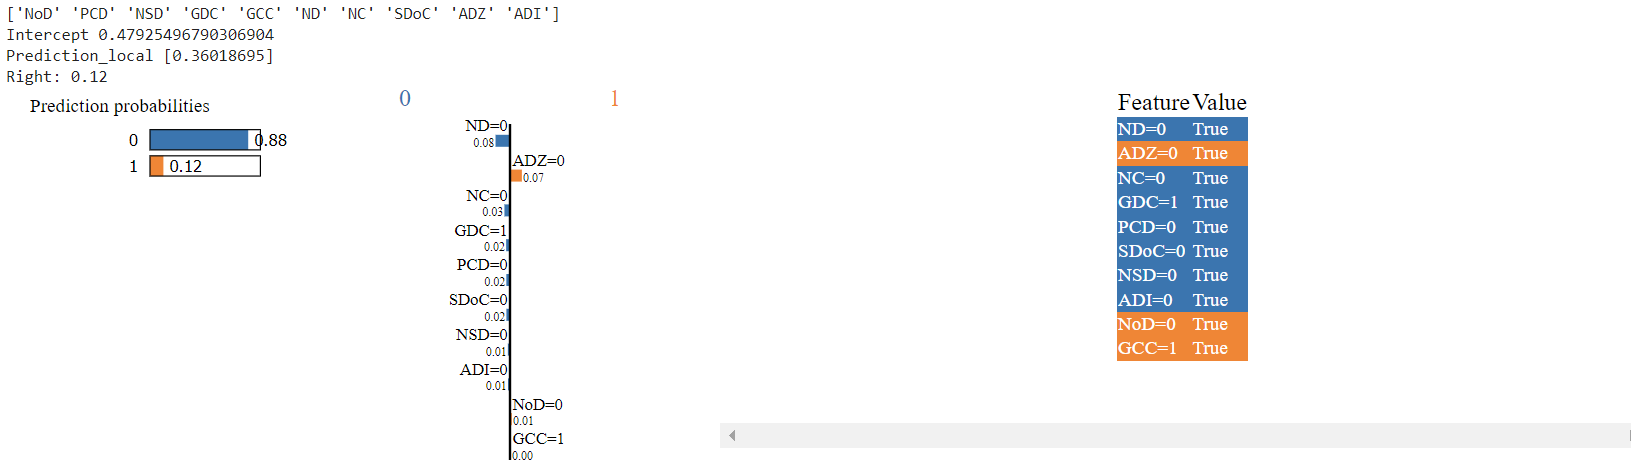 ['NoD' 'PCD' 'NSD' 'GDC' 'GCC' 'ND' 'NC' 'SDoC' 'ADZ' 'ADI']
Intercept 0.47925496790306904
Prediction_local [0.36018695]
Right: 0.12
Prediction probabilities
0 0.88
1 0.12
0 1
ND=0
0.08
ADZ=0
0.07
NC=0
0.03
GDC=1
0.02
PCD=0
0.02
SDoC=0
0.02
NSD=0
0.01
ADI=0
0.01
NoD=0
0.01
GCC=1
0.00
Feature Value
ND=0 True
ADZ=0 True
NC=0 True
GDC=1 True
PCD=0 True
SDoC=0 True
NSD=0 True
ADI=0 True
NoD=0 True
GCC=1 True